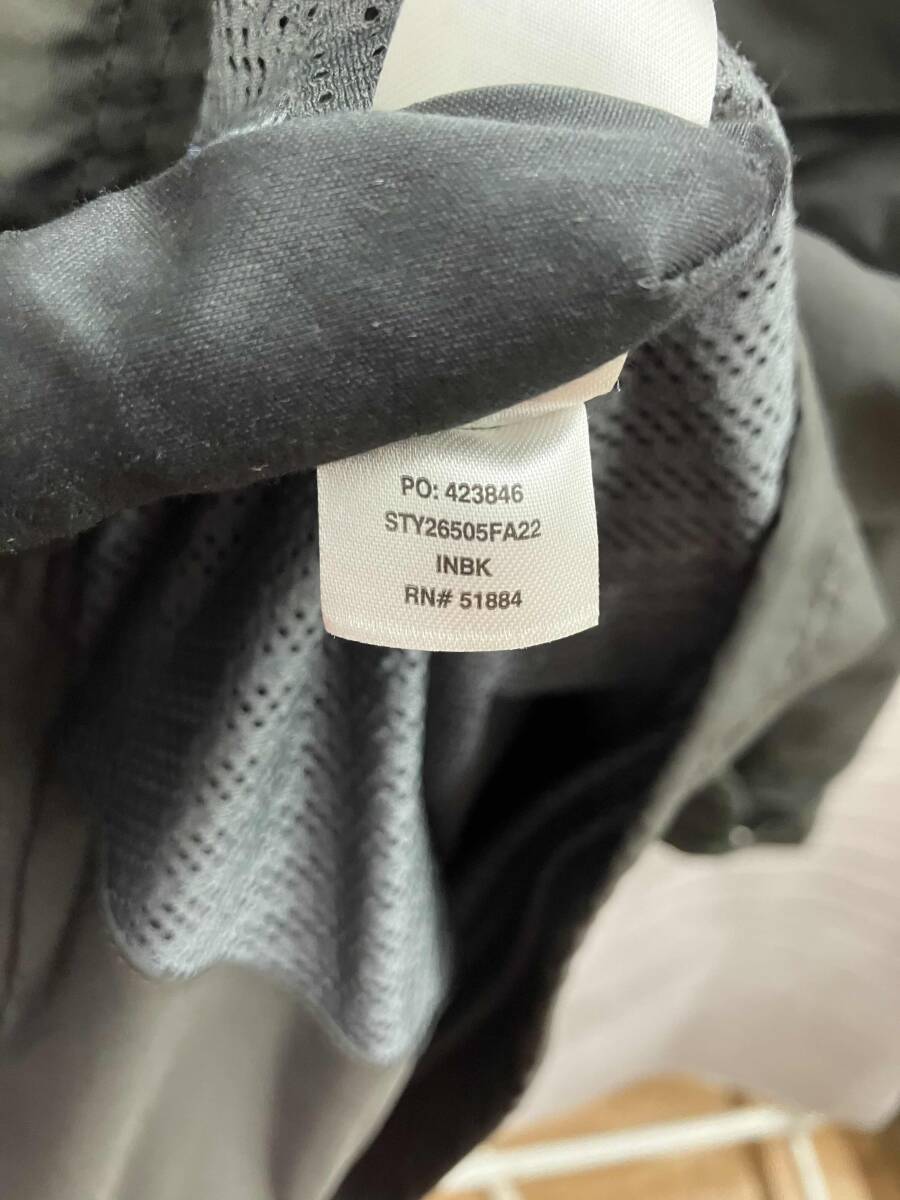 PO: 423846
STY26505FA22
INBK
RN# 51884